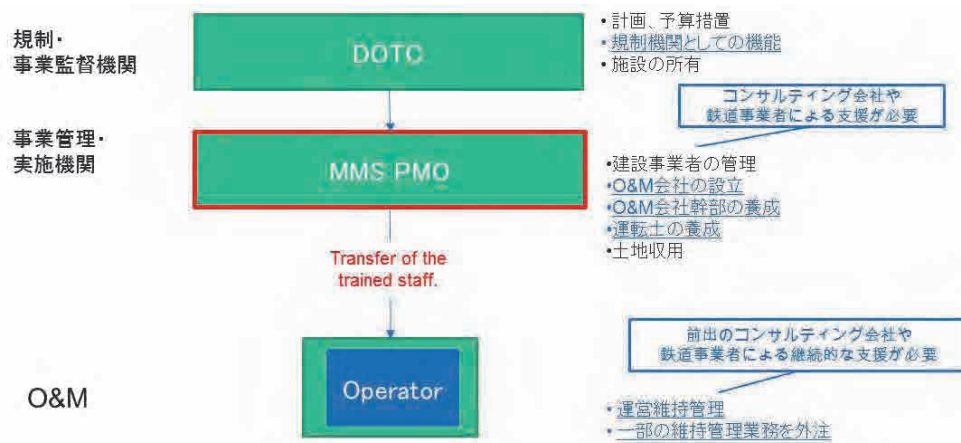 規制・
事業監督機関
DOTC
・計画、予算措置
・規制機関としての機能
・施設の所有
コンサルティング会社や
鉄道事業者による支援が必要
事業管理・
実施機関
MMS PMO
・建設事業者の管理
・O&M会社の設立
・O&M会社幹部の養成
・運転士の養成
・土地収用
Transfer of the
trained staff.
前出のコンサルティング会社や
鉄道事業者による継続的な支援が必要
O&M
Operator
・運営維持管理
・一部の維持管理業務を外注